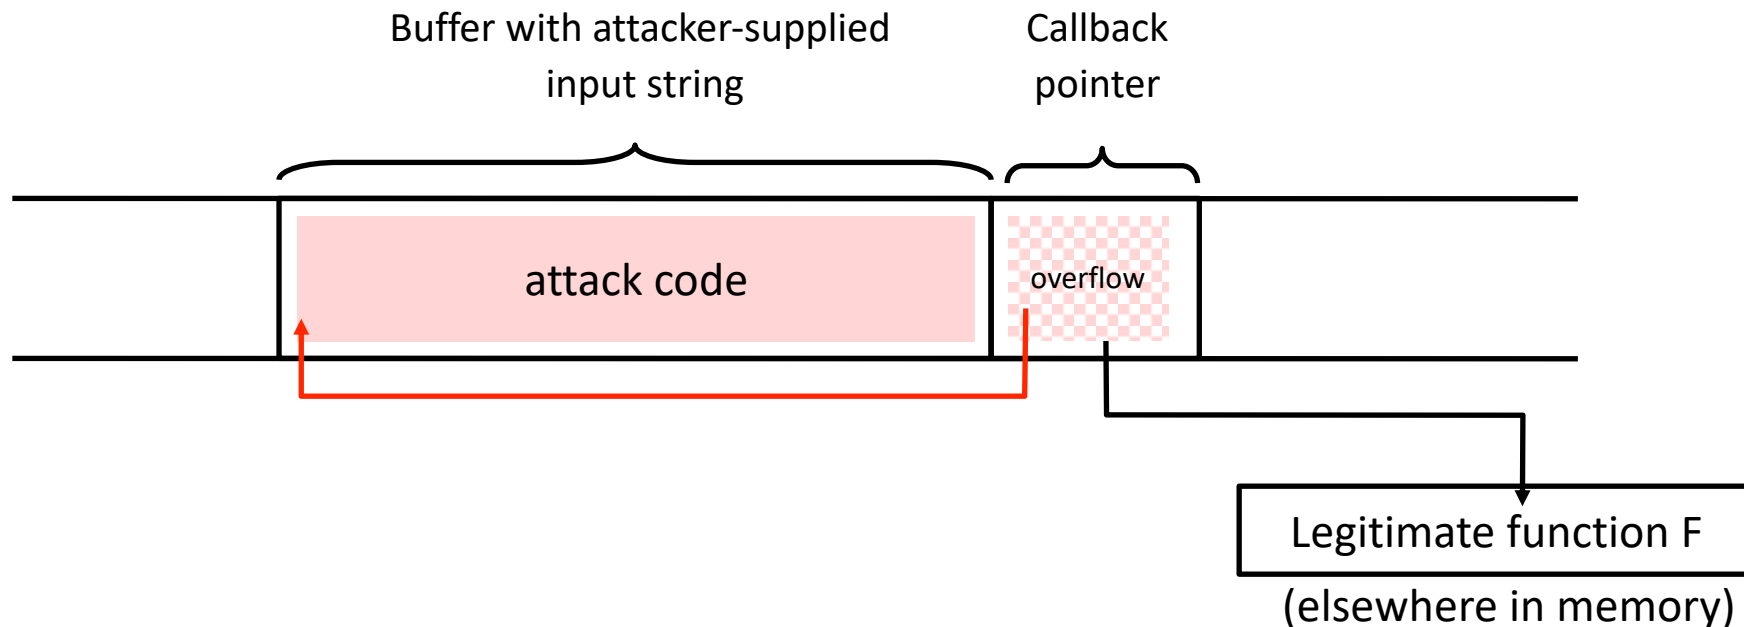 Buffer with attacker-supplied
input string
Callback
pointer
attack code
overflow
Legitimate function F
(elsewhere in memory)